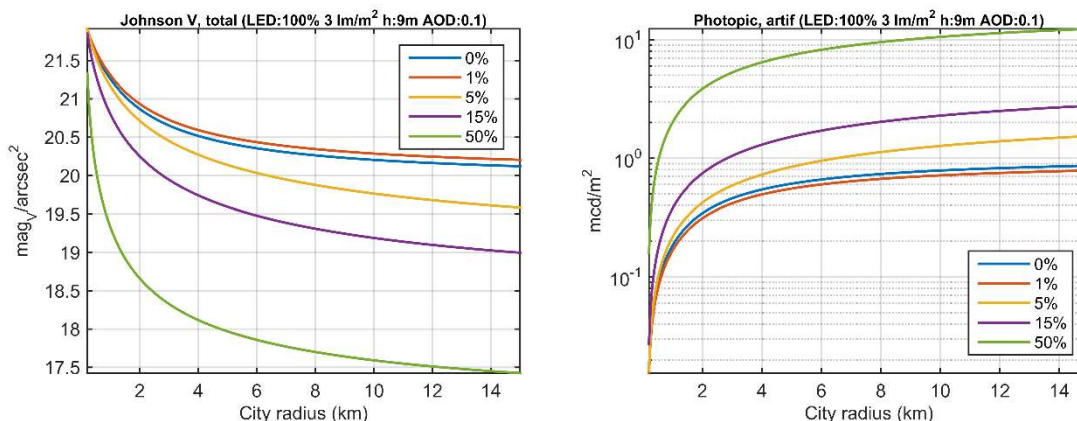 Johnson V, total (LED:100% 3 lm/m² h:9m AOD:0.1)
21.5
21
20.5
20
19.5
19
18.5
18
17.5
mag_V/arcsec²
0%
1%
5%
15%
50%
2 4 6 8 10 12 14
City radius (km)
Photopic, artif (LED:100% 3 lm/m² h:9m AOD:0.1)
10¹
10⁰
10⁻¹
mcd/m²
0%
1%
5%
15%
50%
2 4 6 8 10 12 14
City radius (km)